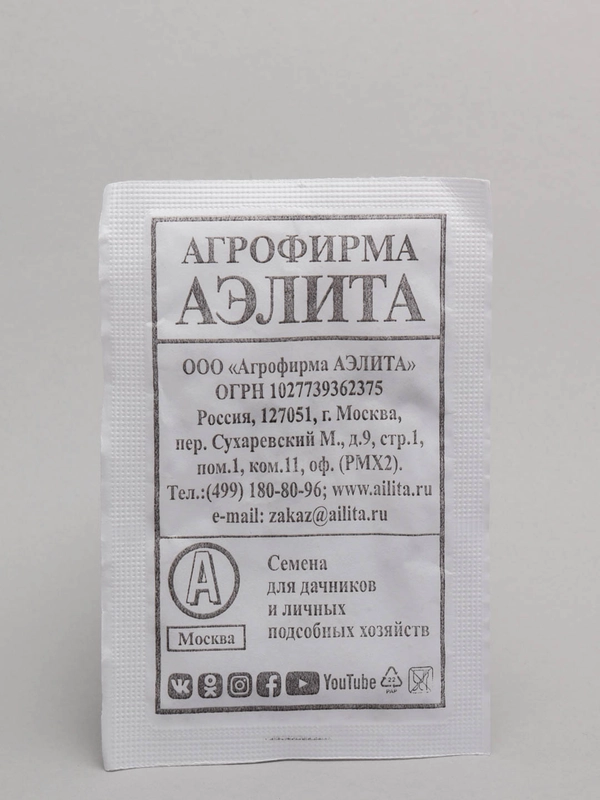 АГРОФИРМА
АЭЛИТА
ООО «Агрофирма АЭЛИТА»
ОГРН 1027739362375
Россия, 127051, г. Москва,
пер. Сухаревский М., д.9, стр.1,
пом.1, ком.11, оф. (РМХ2).
Тел.:(499) 180-80-96; www.ailita.ru
e-mail: zakaz@ailita.ru
А
Москва
Семена
для дачников
и личных
подсобных хозяйств
YouTube
22
PAP